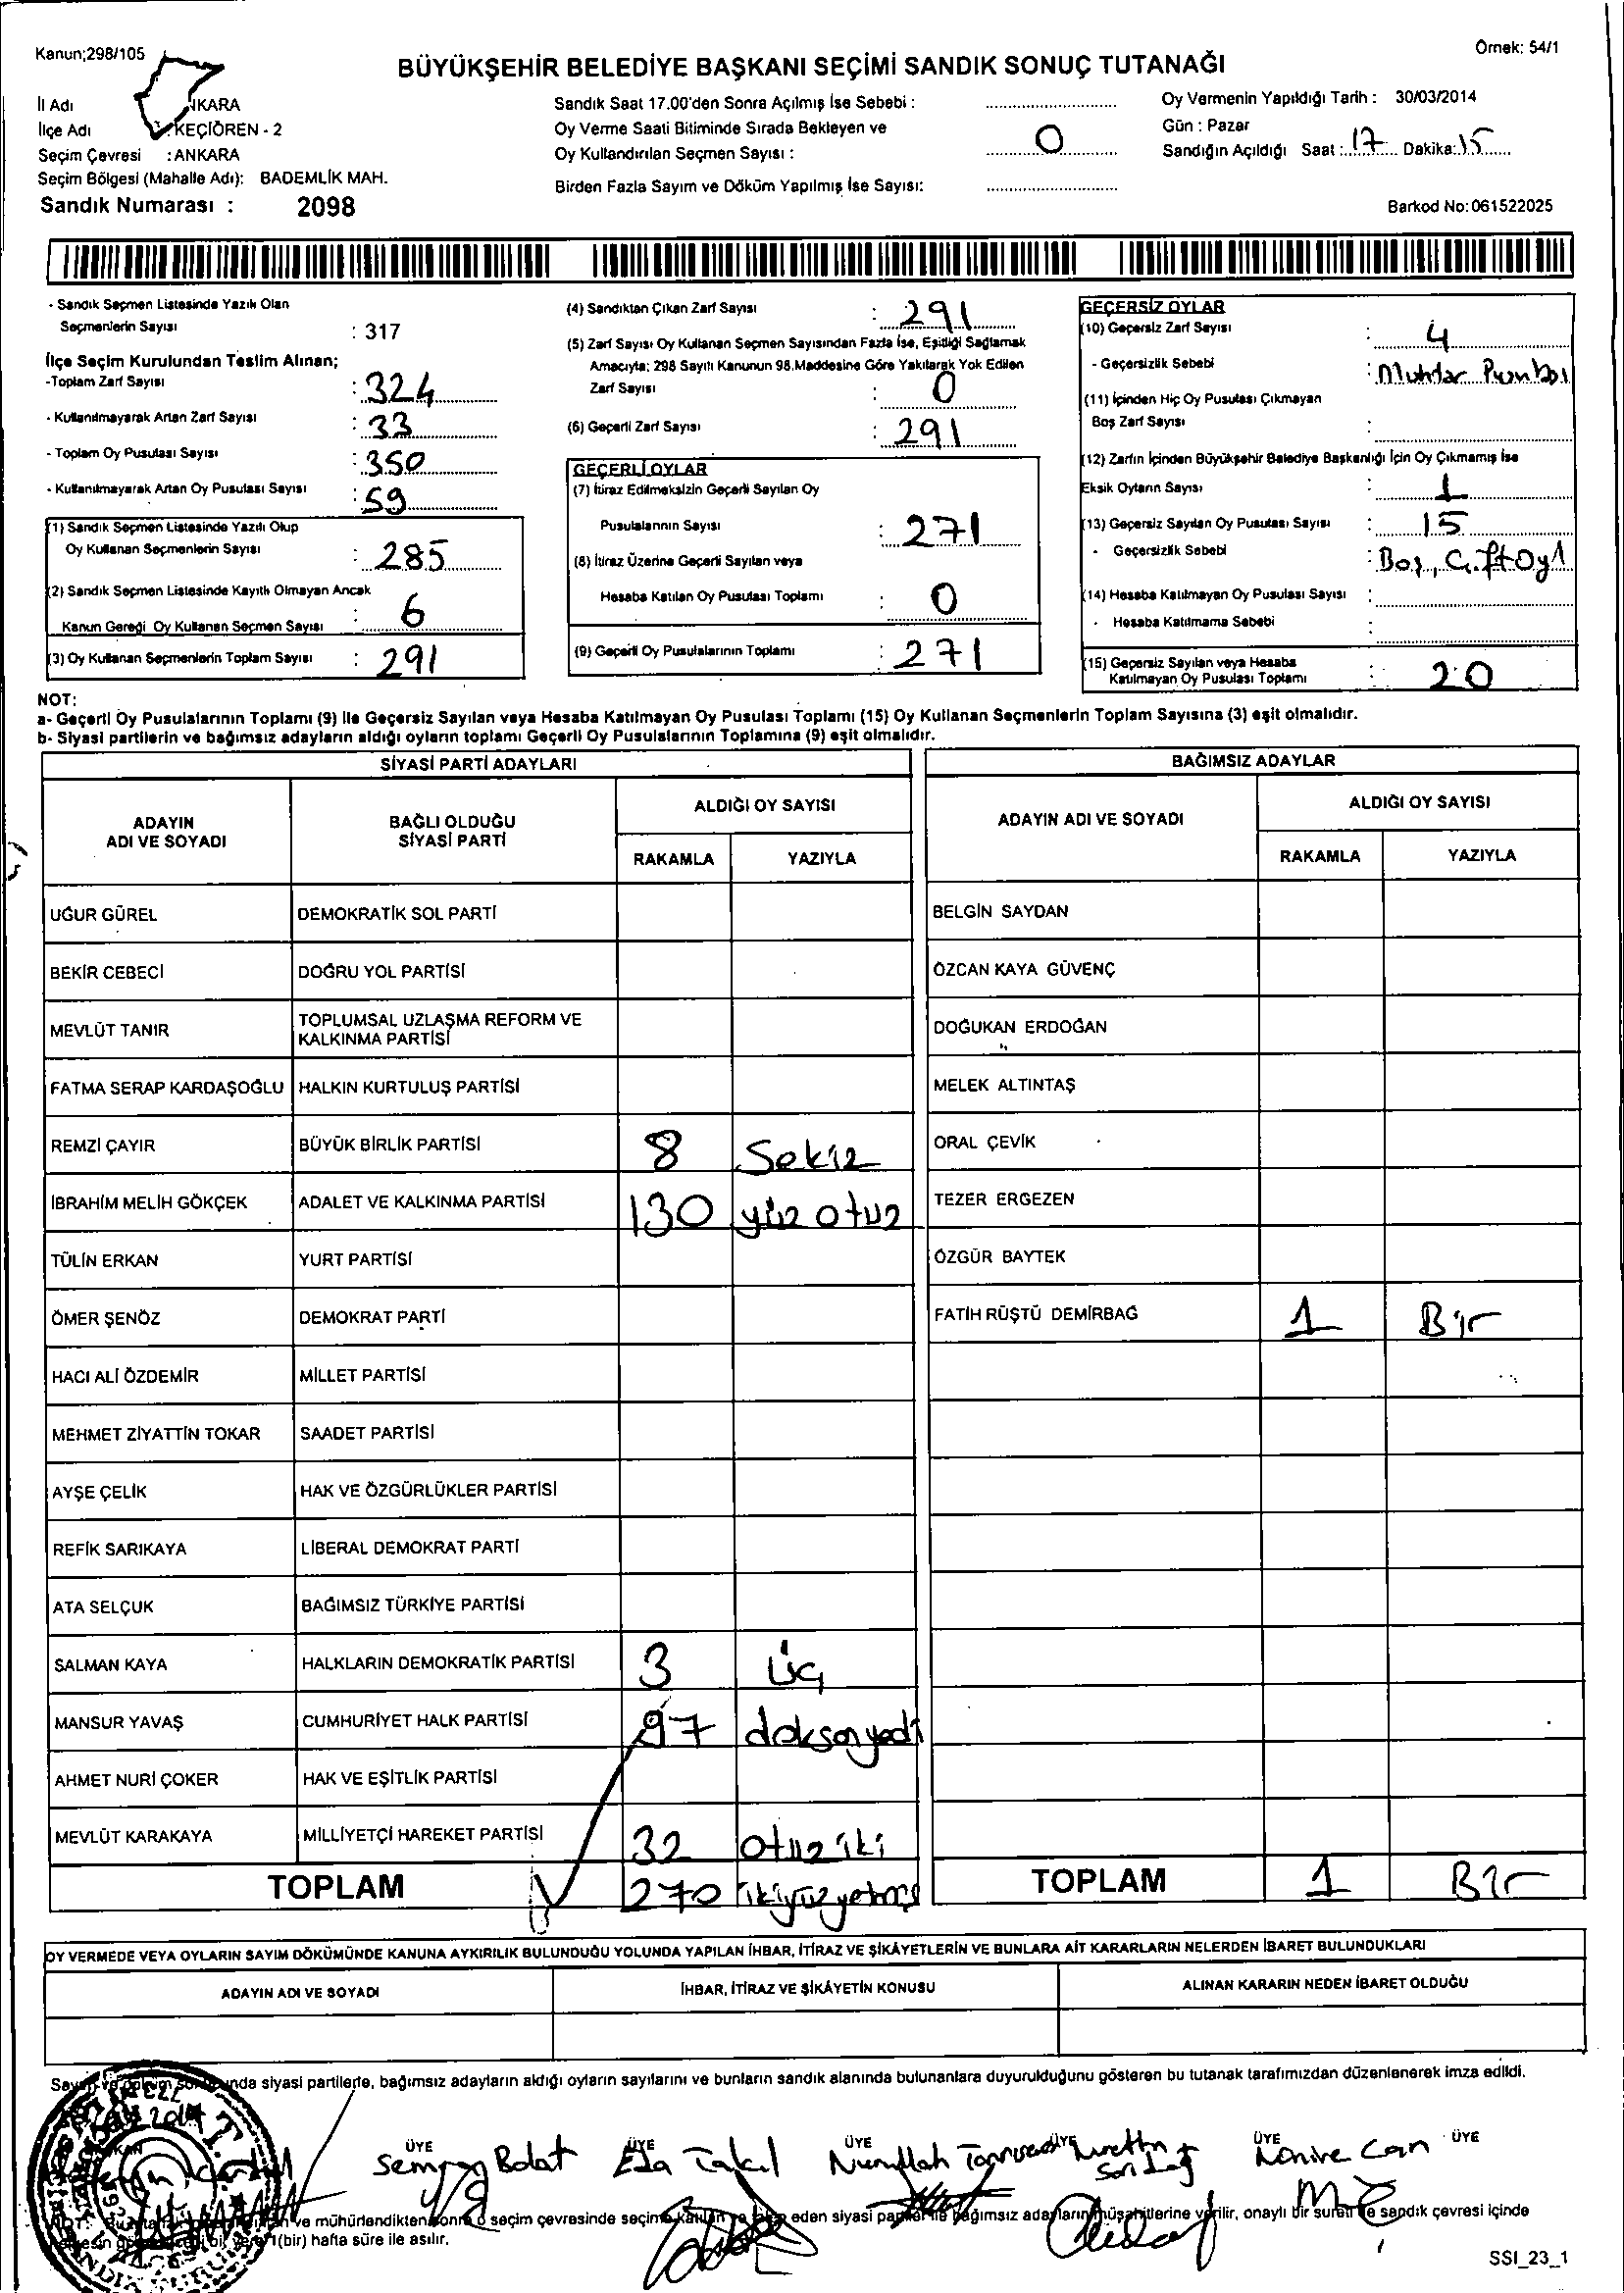 Kanun;298/105
Örnek: 54/1
BÜYÜKŞEHİR BELEDİYE BAŞKANI SEÇİMİ SANDIK SONUÇ TUTANAĞI
İl Adı NKARA
İlçe Adı : KEÇİÖREN - 2
Seçim Çevresi : ANKARA
Seçim Bölgesi (Mahalle Adı): BADEMLİK MAH.
Sandık Numarası : 2098
Sandık Saat 17.00'den Sonra Açılmış İse Sebebi :
Oy Verme Saati Bitiminde Sırada Bekleyen ve
Oy Kullandırılan Seçmen Sayısı : 0
Birden Fazla Sayım ve Döküm Yapılmış İse Sayısı:
Oy Vermenin Yapıldığı Tarih : 30/03/2014
Gün : Pazar
Sandığın Açıldığı Saat : 17 Dakika: 15
Barkod No: 061522025
- Sandık Seçmen Listesinde Yazılı Olan
Seçmenlerin Sayısı : 317
İlçe Seçim Kurulundan Teslim Alınan;
-Toplam Zarf Sayısı : 324
- Kullanılmayarak Artan Zarf Sayısı : 33
- Toplam Oy Pusulası Sayısı : 350
- Kullanılmayarak Artan Oy Pusulası Sayısı : 59
(1) Sandık Seçmen Listesinde Yazılı Olup
Oy Kullanan Seçmenlerin Sayısı : 285
(2) Sandık Seçmen Listesinde Kayıtlı Olmayan Ancak
Kanun Gereği Oy Kullanan Seçmen Sayısı : 6
(3) Oy Kullanan Seçmenlerin Toplam Sayısı : 291
(4) Sandıktan Çıkan Zarf Sayısı : 291
(5) Zarf Sayısı Oy Kullanan Seçmen Sayısından Fazla İse, Eşitliği Sağlamak
Amacıyla; 298 Sayılı Kanunun 98.Maddesine Göre Yakılarak Yok Edilen
Zarf Sayısı : 0
(6) Geçerli Zarf Sayısı : 291
GEÇERLİ OYLAR
(7) İtiraz Edilmeksizin Geçerli Sayılan Oy
Pusulalarının Sayısı : 271
(8) İtiraz Üzerine Geçerli Sayılan veya
Hesaba Katılan Oy Pusulası Toplamı : 0
(9) Geçerli Oy Pusulalarının Toplamı : 271
GEÇERSİZ OYLAR
(10) Geçersiz Zarf Sayısı : 4
- Geçersizlik Sebebi : Muhtar
(11) İçinden Hiç Oy Pusulası Çıkmayan
Boş Zarf Sayısı :
(12) Zarfın İçinden Büyükşehir Belediye Başkanlığı İçin Oy Çıkmamış İse
Eksik Oyların Sayısı : 1
(13) Geçersiz Sayılan Oy Pusulası Sayısı : 15
- Geçersizlik Sebebi : Boş, Çift Oy
(14) Hesaba Katılmayan Oy Pusulası Sayısı :
- Hesaba Katılmama Sebebi :
(15) Geçersiz Sayılan veya Hesaba
Katılmayan Oy Pusulası Toplamı : 20
NOT:
a- Geçerli Oy Pusulalarının Toplamı (9) İle Geçersiz Sayılan veya Hesaba Katılmayan Oy Pusulası Toplamı (15) Oy Kullanan Seçmenlerin Toplam Sayısına (3) eşit olmalıdır.
b- Siyasi partilerin ve bağımsız adayların aldığı oyların toplamı Geçerli Oy Pusulalarının Toplamına (9) eşit olmalıdır.
SİYASİ PARTİ ADAYLARI
ADAYIN ADI VE SOYADI
BAĞLI OLDUĞU SİYASİ PARTİ
ALDIĞI OY SAYISI
RAKAMLA YAZIYLA
UĞUR GÜREL DEMOKRATİK SOL PARTİ
BEKİR CEBECİ DOĞRU YOL PARTİSİ
MEVLÜT TANIR TOPLUMSAL UZLAŞMA REFORM VE
KALKINMA PARTİSİ
FATMA SERAP KARDAŞOĞLU HALKIN KURTULUŞ PARTİSİ
REMZİ ÇAYIR BÜYÜK BİRLİK PARTİSİ 8 Sekiz
İBRAHİM MELİH GÖKÇEK ADALET VE KALKINMA PARTİSİ 130 yüz otuz
TÜLİN ERKAN YURT PARTİSİ
ÖMER ŞENÖZ DEMOKRAT PARTİ
HACI ALİ ÖZDEMİR MİLLET PARTİSİ
MEHMET ZİYATTİN TOKAR SAADET PARTİSİ
AYŞE ÇELİK HAK VE ÖZGÜRLÜKLER PARTİSİ
REFİK SARIKAYA LİBERAL DEMOKRAT PARTİ
ATA SELÇUK BAĞIMSIZ TÜRKİYE PARTİSİ
SALMAN KAYA HALKLARIN DEMOKRATİK PARTİSİ 3 üç
MANSUR YAVAŞ CUMHURİYET HALK PARTİSİ 97 doksanyedi
AHMET NURİ ÇOKER HAK VE EŞİTLİK PARTİSİ
MEVLÜT KARAKAYA MİLLİYETÇİ HAREKET PARTİSİ 32 otuz iki
TOPLAM 270 ikiyüzyetmiş
BAĞIMSIZ ADAYLAR
ADAYIN ADI VE SOYADI
ALDIĞI OY SAYISI
RAKAMLA YAZIYLA
BELGİN SAYDAN
ÖZCAN KAYA GÜVENÇ
DOĞUKAN ERDOĞAN
MELEK ALTINTAŞ
ORAL ÇEVİK
TEZER ERGEZEN
ÖZGÜR BAYTEK
FATİH RÜŞTÜ DEMİRBAĞ 1 Bir
TOPLAM 1 Bir
OY VERMEDE VEYA OYLARIN SAYIM DÖKÜMÜNDE KANUNA AYKIRILIK BULUNDUĞU YOLUNDA YAPILAN İHBAR, İTİRAZ VE ŞİKÂYETLERİN VE BUNLARA AİT KARARLARIN NELERDEN İBARET BULUNDUKLARI
ADAYIN ADI VE SOYADI İHBAR, İTİRAZ VE ŞİKÂYETİN KONUSU ALINAN KARARIN NEDEN İBARET OLDUĞU
siyasi partilerle, bağımsız adayların aldığı oyların sayılarını ve bunların sandık alanında bulunanlara duyurulduğunu gösteren bu tutanak tarafımızdan düzenlenerek imza edildi.
ÜYE ÜYE ÜYE ÜYE ÜYE ÜYE
Bolat Eda Nurullah Can
ve mühürlendikten sonra o seçim çevresinde seçime katılan ve eden siyasi partiler ile bağımsız adayların müşahitlerine verilir, onaylı bir sureti de sandık çevresi içinde
1(bir) hafta süre ile asılır.
SSI_23_1